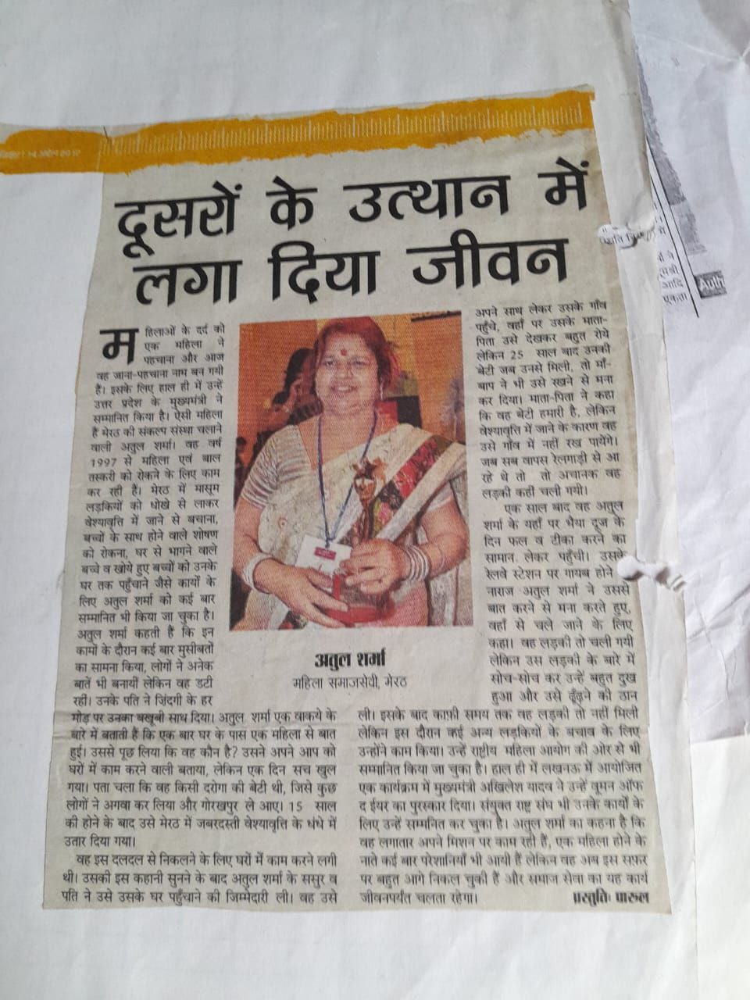 दूसरों के उत्थान में
लगा दिया जीवन
महिलाओं के दर्द को
एक महिला ने
पहचाना और आज
वह जाना-पहचाना नाम बन गयी
हैं। इसके लिए हाल ही में उन्हें
उत्तर प्रदेश के मुख्यमंत्री ने
सम्मानित किया है। ऐसी महिला
हैं मेरठ की संकल्प संस्था चलाने
वाली अतुल शर्मा। वह वर्ष
1997 से महिला एवं बाल
तस्करी को रोकने के लिए काम
कर रही हैं। मेरठ में मासूम
लड़कियों को धोखे से लाकर
वेश्यावृत्ति में जाने से बचाना,
बच्चों के साथ होने वाले शोषण
को रोकना, घर से भागने वाले
बच्चे व खोये हुए बच्चों को उनके
घर तक पहुँचाने जैसे कार्यों के
लिए अतुल शर्मा को कई बार
सम्मानित भी किया जा चुका है।
अतुल शर्मा कहती हैं कि इन
कामों के दौरान कई बार मुसीबतों
का सामना किया, लोगों ने अनेक
बातें भी बनायीं लेकिन वह डटी
रहीं। उनके पति ने ज़िंदगी के हर
मोड़ पर उनका बखूबी साथ दिया। अतुल शर्मा एक वाकये के
बारे में बताती हैं कि एक बार घर के पास एक महिला से बात
हुई। उससे पूछ लिया कि वह कौन है? उसने अपने आप को
घरों में काम करने वाली बताया, लेकिन एक दिन सच खुल
गया। पता चला कि वह किसी दरोगा की बेटी थी, जिसे कुछ
लोगों ने अगवा कर लिया और गोरखपुर ले आए। 15 साल
की होने के बाद उसे मेरठ में जबरदस्ती वेश्यावृत्ति के धंधे में
उतार दिया गया।
वह इस दलदल से निकलने के लिए घरों में काम करने लगी
थी। उसकी इस कहानी सुनने के बाद अतुल शर्मा के ससुर व
पति ने उसे उसके घर पहुँचाने की जिम्मेदारी ली। वह उसे
अतुल शर्मा
महिला समाजसेवी, मेरठ
अपने साथ लेकर उसके गाँव
पहुँचे, वहाँ पर उसके माता-
पिता उसे देखकर बहुत रोये
लेकिन 25 साल बाद उनकी
बेटी जब उनसे मिली, तो माँ-
बाप ने भी उसे रखने से मना
कर दिया। माता-पिता ने कहा
कि वह बेटी हमारी है, लेकिन
वेश्यावृत्ति में जाने के कारण वह
उसे गाँव में नहीं रख पायेंगे।
जब सब वापस रेलगाड़ी से आ
रहे थे तो तो अचानक वह
लड़की कहीं चली गयी।
एक साल बाद वह अतुल
शर्मा के यहाँ पर भैया दूज के
दिन फल व टीका करने का
सामान लेकर पहुँची। उसके
रेलवे स्टेशन पर गायब होने से
नाराज अतुल शर्मा ने उससे
बात करने से मना करते हुए,
वहाँ से चले जाने के लिए
कहा। वह लड़की तो चली गयी
लेकिन उस लड़की के बारे में
सोच-सोच कर उन्हें बहुत दुख
हुआ और उसे ढूँढ़ने की ठान
ली। इसके बाद काफ़ी समय तक वह लड़की तो नहीं मिली
लेकिन इस दौरान कई अन्य लड़कियों के बचाव के लिए
उन्होंने काम किया। उन्हें राष्ट्रीय महिला आयोग की ओर से भी
सम्मानित किया जा चुका है। हाल ही में लखनऊ में आयोजित
एक कार्यक्रम में मुख्यमंत्री अखिलेश यादव ने उन्हें वूमन ऑफ
द ईयर का पुरस्कार दिया। संयुक्त राष्ट्र संघ भी उनके कार्यों के
लिए उन्हें सम्मनित कर चुका है। अतुल शर्मा का कहना है कि
वह लगातार अपने मिशन पर काम रही हैं, एक महिला होने के
नाते कई बार परेशानियाँ भी आयी हैं लेकिन वह अब इस सफ़र
पर बहुत आगे निकल चुकी हैं और समाज सेवा का यह कार्य
जीवनपर्यंत चलता रहेगा।
प्रस्तुति: पारुल
आदि
एकता